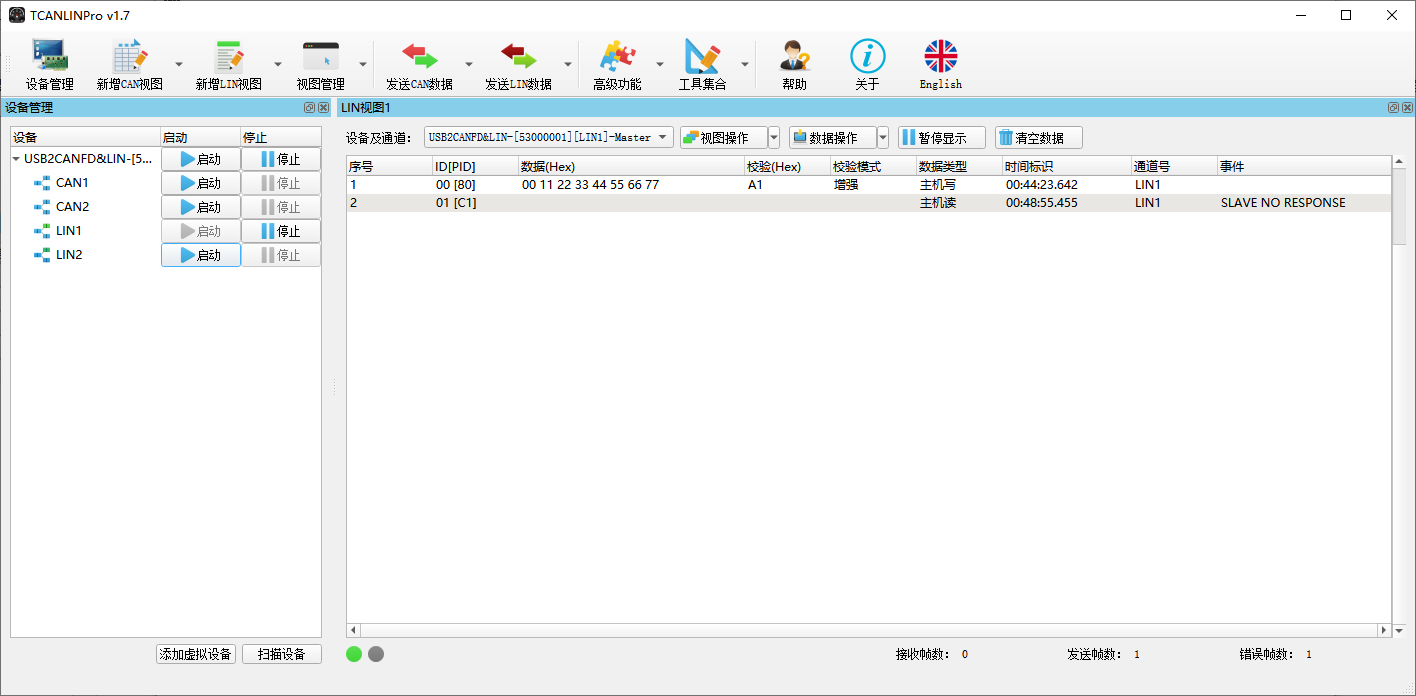 TCANLINPro v1.7
设备管理 新增CAN视图 新增LIN视图 视图管理 发送CAN数据 发送LIN数据 高级功能 工具集合 帮助 关于 English
设备管理
设备 启动 停止
USB2CANFD&LIN-[5... 启动 停止
CAN1 启动 停止
CAN2 启动 停止
LIN1 启动 停止
LIN2 启动 停止
添加虚拟设备 扫描设备
LIN视图1
设备及通道: USB2CANFD&LIN-[53000001][LIN1]-Master 视图操作 数据操作 暂停显示 清空数据
序号 ID[PID] 数据(Hex) 校验(Hex) 校验模式 数据类型 时间标识 通道号 事件
1 00 [80] 00 11 22 33 44 55 66 77 A1 增强 主机写 00:44:23.642 LIN1
2 01 [C1] 主机读 00:48:55.455 LIN1 SLAVE NO RESPONSE
接收帧数: 0 发送帧数: 1 错误帧数: 1